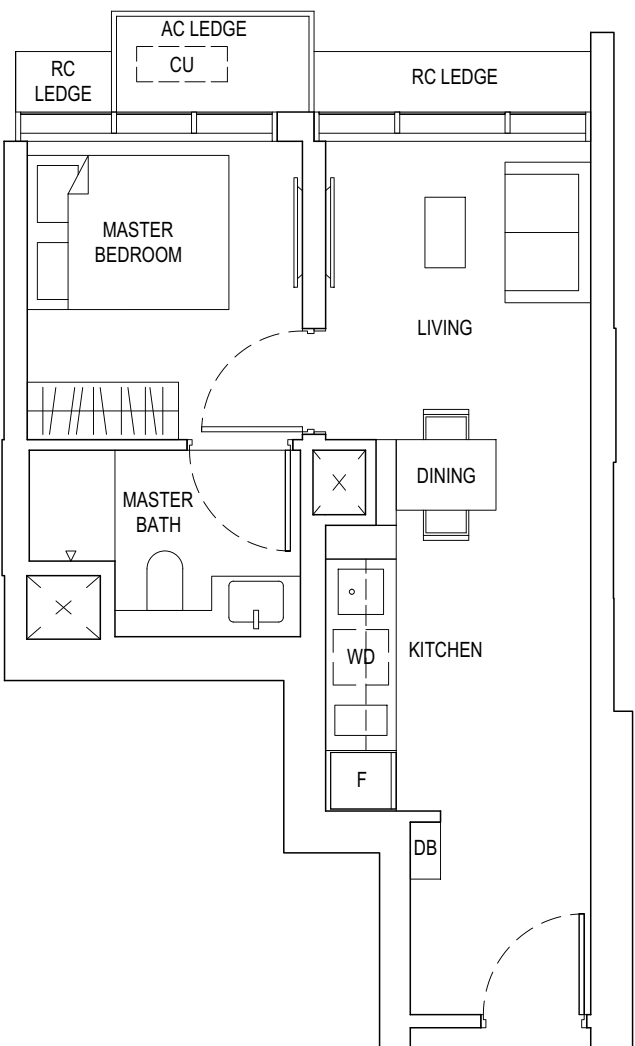 AC LEDGE
CU
RC
LEDGE
RC LEDGE
MASTER
BEDROOM
LIVING
DINING
MASTER
BATH
KITCHEN
WD
F
DB